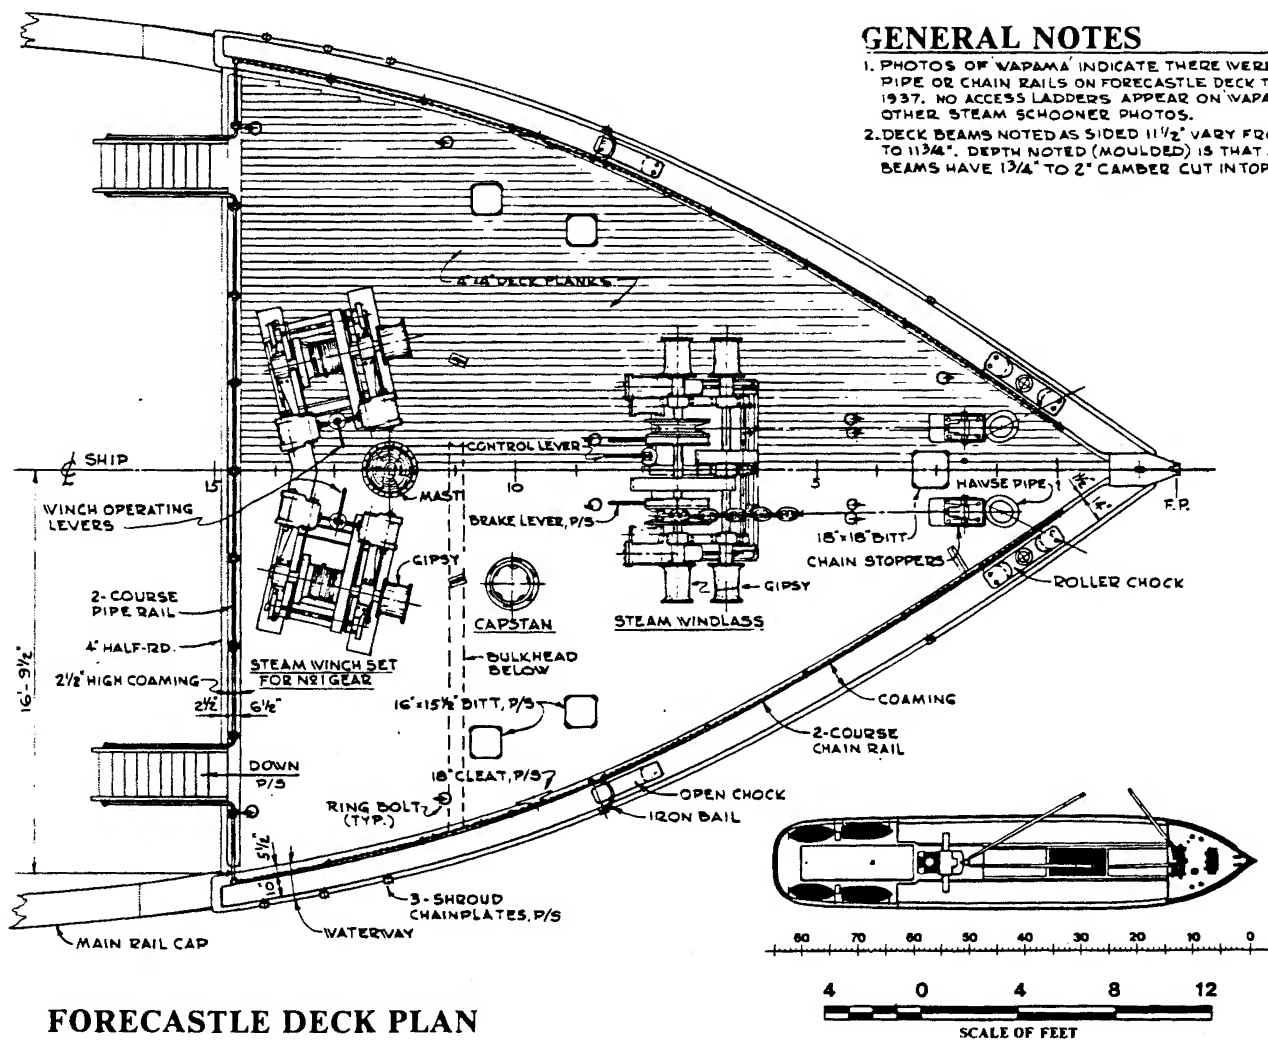 GENERAL NOTES
1. PHOTOS OF 'WAPAMA' INDICATE THERE WERE
PIPE OR CHAIN RAILS ON FORECASTLE DECK
1937. NO ACCESS LADDERS APPEAR ON
OTHER STEAM SCHOONER PHOTOS.
2. DECK BEAMS NOTED AS SIDED 11½" VARY
TO 11¾". DEPTH NOTED (MOULDED) IS THAT
BEAMS HAVE 1¾" TO 2" CAMBER CUT IN TOP
4"x4" DECK PLANKS
CONTROL LEVER
℄ SHIP
15
10
5
1
MAST
HAWSE PIPE
11½"
F.P.
WINCH OPERATING
LEVERS
BRAKE LEVER, P/S
18"x18" BITT
CHAIN STOPPERS
GIPSY
GIPSY
ROLLER CHOCK
2-COURSE
PIPE RAIL
CAPSTAN
STEAM WINDLASS
4" HALF-RD.
STEAM WINCH SET
FOR Nº1 GEAR
BULKHEAD
BELOW
2½" HIGH COAMING
16'-9½"
2½"
6½"
16"x15½" BITT, P/S
COAMING
2-COURSE
CHAIN RAIL
DOWN
P/S
18" CLEAT, P/S
OPEN CHOCK
RING BOLT
(TYP.)
IRON BAIL
5½"
10"
3-SHROUD
CHAINPLATES, P/S
WATERWAY
MAIN RAIL CAP
80 70 60 50 40 30 20 10 0
4 0 4 8 12
SCALE OF FEET
FORECASTLE DECK PLAN